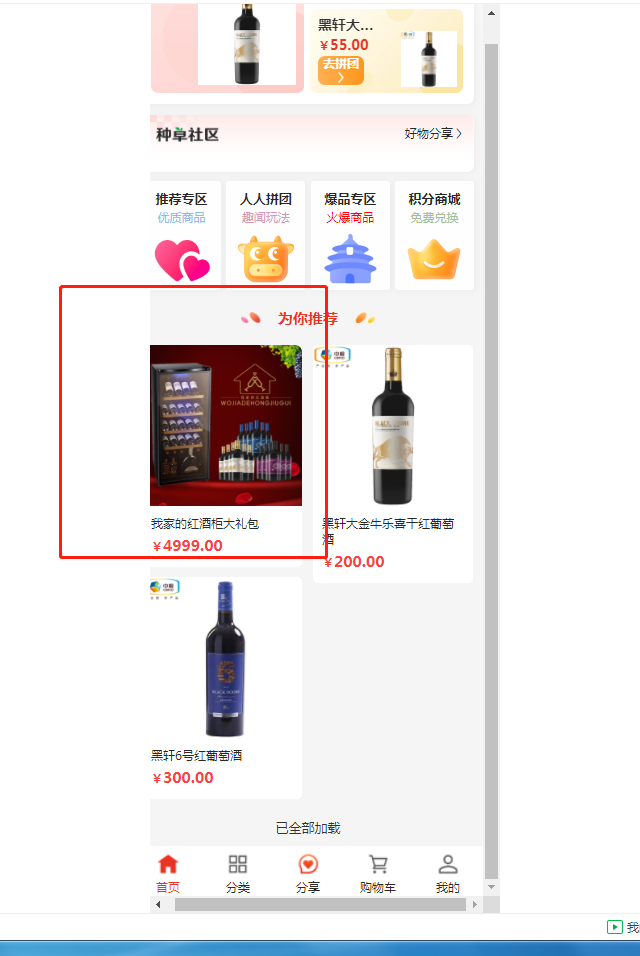 黑轩大...
￥55.00
去拼团
种草社区
好物分享
推荐专区 人人拼团 爆品专区 积分商城
优质商品 趣闻玩法 火爆商品 免费兑换
为你推荐
WOJIADEHONGJIUGUI
中粮
我家的红酒柜大礼包
￥4999.00
黑轩大金牛乐喜干红葡萄
酒
￥200.00
中粮
黑轩6号红葡萄酒
￥300.00
已全部加载
首页 分类 分享 购物车 我的